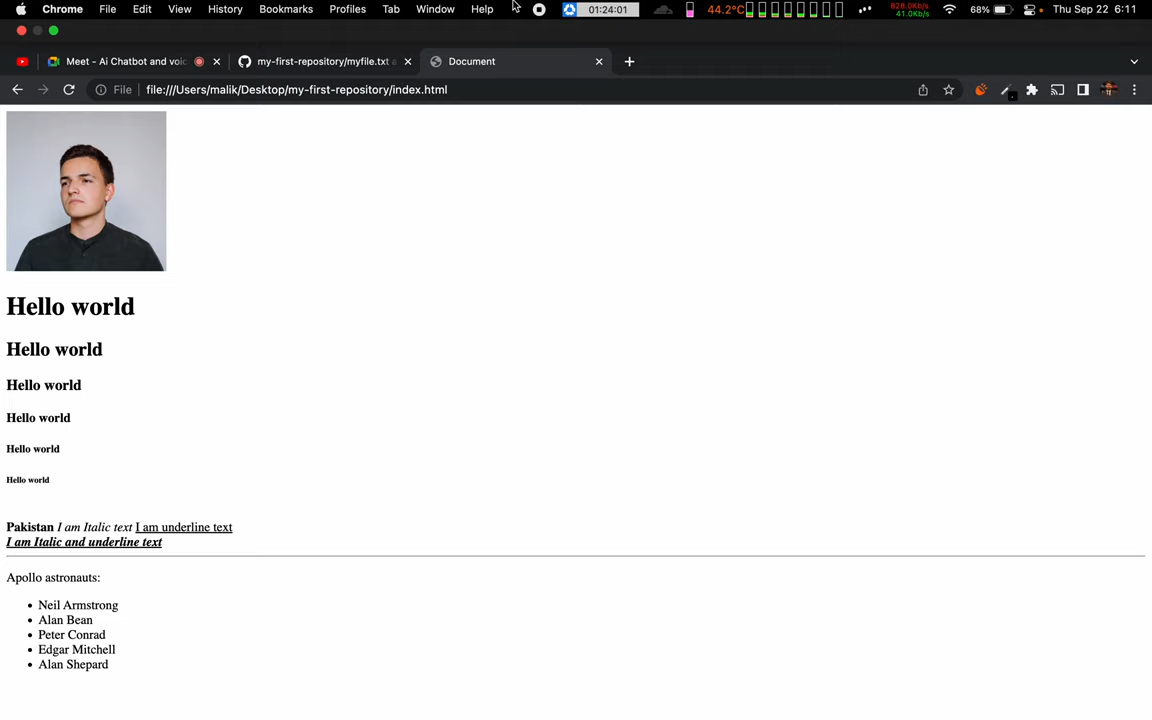 Chrome File Edit View History Bookmarks Profiles Tab Window Help 01:24:01 44.2°C 828.0Kb/s 41.0Kb/s 68% Thu Sep 22 6:11
Meet - Ai Chatbot and voic my-first-repository/myfile.txt a Document
File file:///Users/malik/Desktop/my-first-repository/index.html
Hello world
Hello world
Hello world
Hello world
Hello world
Hello world
Pakistan I am Italic text I am underline text
I am Italic and underline text
Apollo astronauts:
Neil Armstrong
Alan Bean
Peter Conrad
Edgar Mitchell
Alan Shepard